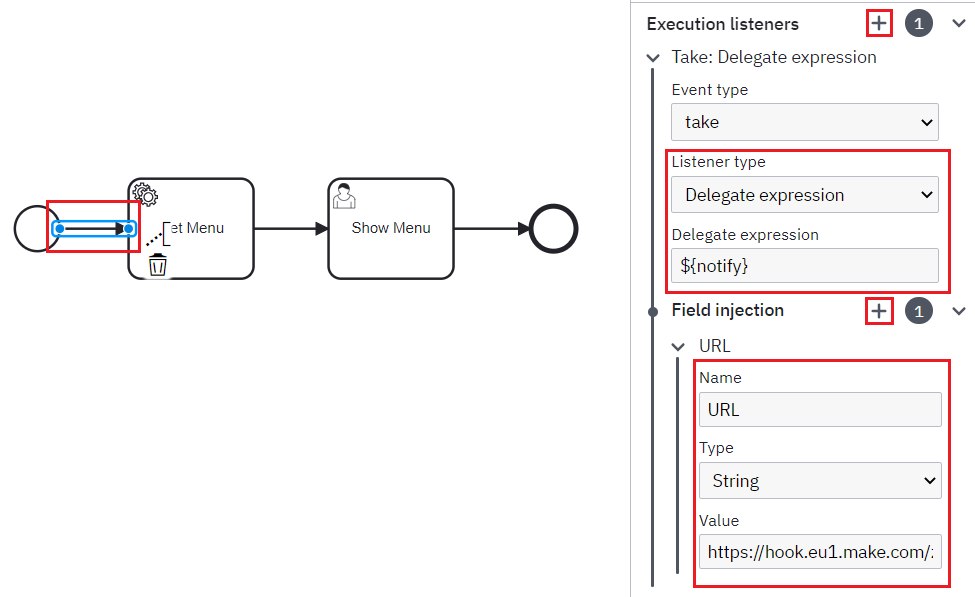 et Menu
Show Menu
Execution listeners
1
Take: Delegate expression
Event type
take
Listener type
Delegate expression
Delegate expression
${notify}
Field injection
1
URL
Name
URL
Type
String
Value
https://hook.eu1.make.com/